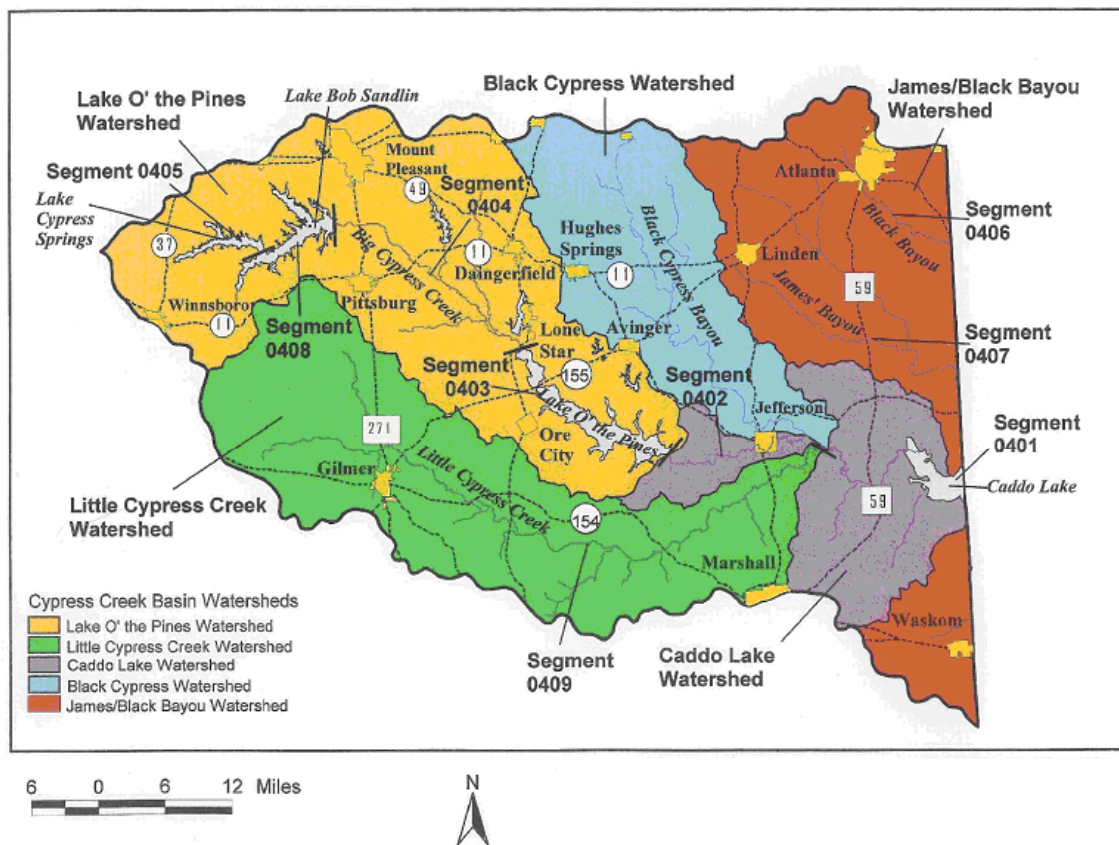 Black Cypress Watershed
James/Black Bayou
Watershed
Lake Bob Sandlin
Lake O' the Pines
Watershed
Segment 0405
Lake
Cypress
Springs
Mount
Pleasant
49
Segment
0404
Atlanta
Black Bayou
Segment
0406
37
Big Cypress Creek
11
Daingerfield
Hughes
Springs
11
Black Cypress Bayou
Linden
James' Bayou
59
Winnsboro
11
Pittsburg
Segment
0408
Lone
Star
Avinger
Segment
0407
Segment
0403
155
Segment
0402
Lake O' the Pines
Jefferson
Segment
0401
Caddo Lake
271
Ore
City
Gilmer
Little Cypress Creek
154
59
Little Cypress Creek
Watershed
Marshall
Waskom
Segment
0409
Caddo Lake
Watershed
Cypress Creek Basin Watersheds
Lake O' the Pines Watershed
Little Cypress Creek Watershed
Caddo Lake Watershed
Black Cypress Watershed
James/Black Bayou Watershed
6 0 6 12 Miles
N